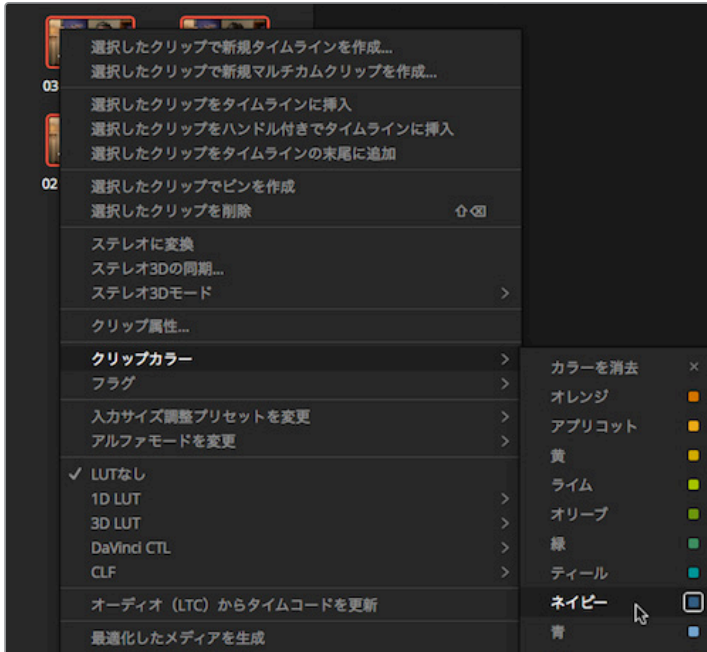 03
02
選択したクリップで新規タイムラインを作成...
選択したクリップで新規マルチカムクリップを作成...
選択したクリップをタイムラインに挿入
選択したクリップをハンドル付きでタイムラインに挿入
選択したクリップをタイムラインの末尾に追加
選択したクリップでビンを作成
選択したクリップを削除 ⇧⌫
ステレオに変換
ステレオ3Dの同期...
ステレオ3Dモード >
クリップ属性...
クリップカラー >
フラグ >
入力サイズ調整プリセットを変更 >
アルファモードを変更 >
✓ LUTなし
1D LUT >
3D LUT >
DaVinci CTL >
CLF >
オーディオ（LTC）からタイムコードを更新
最適化したメディアを生成
カラーを消去 ×
オレンジ
アプリコット
黄
ライム
オリーブ
緑
ティール
ネイビー
青